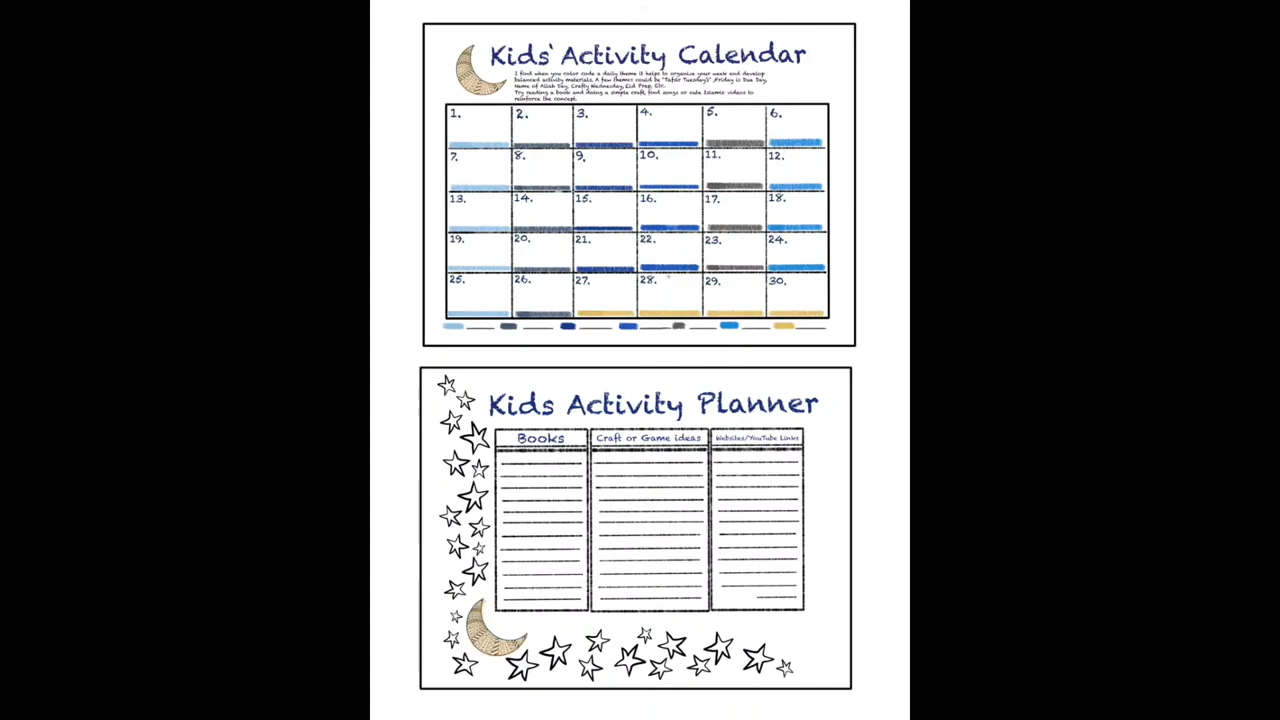 Kids' Activity Calendar
I find when you color code a daily theme it helps to organize your week and develop
balanced activity materials. A few themes could be "Tafsir Tuesdays" ,Friday is Dua Day,
Name of Allah Day, Crafty Wednesday, Eid Prep, Etc.
Try reading a book and doing a simple craft, find songs or cute Islamic videos to
reinforce the concept.
1. 2. 3. 4. 5. 6.
7. 8. 9. 10. 11. 12.
13. 14. 15. 16. 17. 18.
19. 20. 21. 22. 23. 24.
25. 26. 27. 28. 29. 30.
Kids Activity Planner
Books Craft or Game ideas Websites/YouTube Links